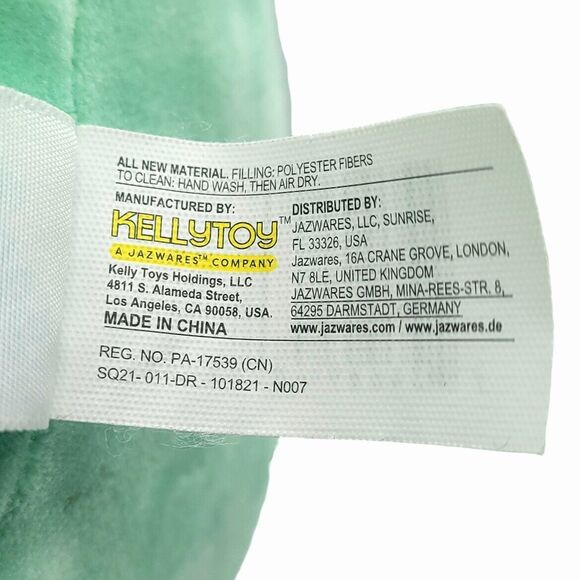 ALL NEW MATERIAL. FILLING: POLYESTER FIBERS
TO CLEAN: HAND WASH, THEN AIR DRY.
MANUFACTURED BY:
KELLYTOY™
A JAZWARES™ COMPANY
Kelly Toys Holdings, LLC
4811 S. Alameda Street,
Los Angeles, CA 90058, USA.
MADE IN CHINA
DISTRIBUTED BY:
JAZWARES, LLC, SUNRISE,
FL 33326, USA
Jazwares, 16A CRANE GROVE, LONDON,
N7 8LE, UNITED KINGDOM
JAZWARES GMBH, MINA-REES-STR. 8,
64295 DARMSTADT, GERMANY
www.jazwares.com / www.jazwares.de
REG. NO. PA-17539 (CN)
SQ21- 011-DR - 101821 - N007